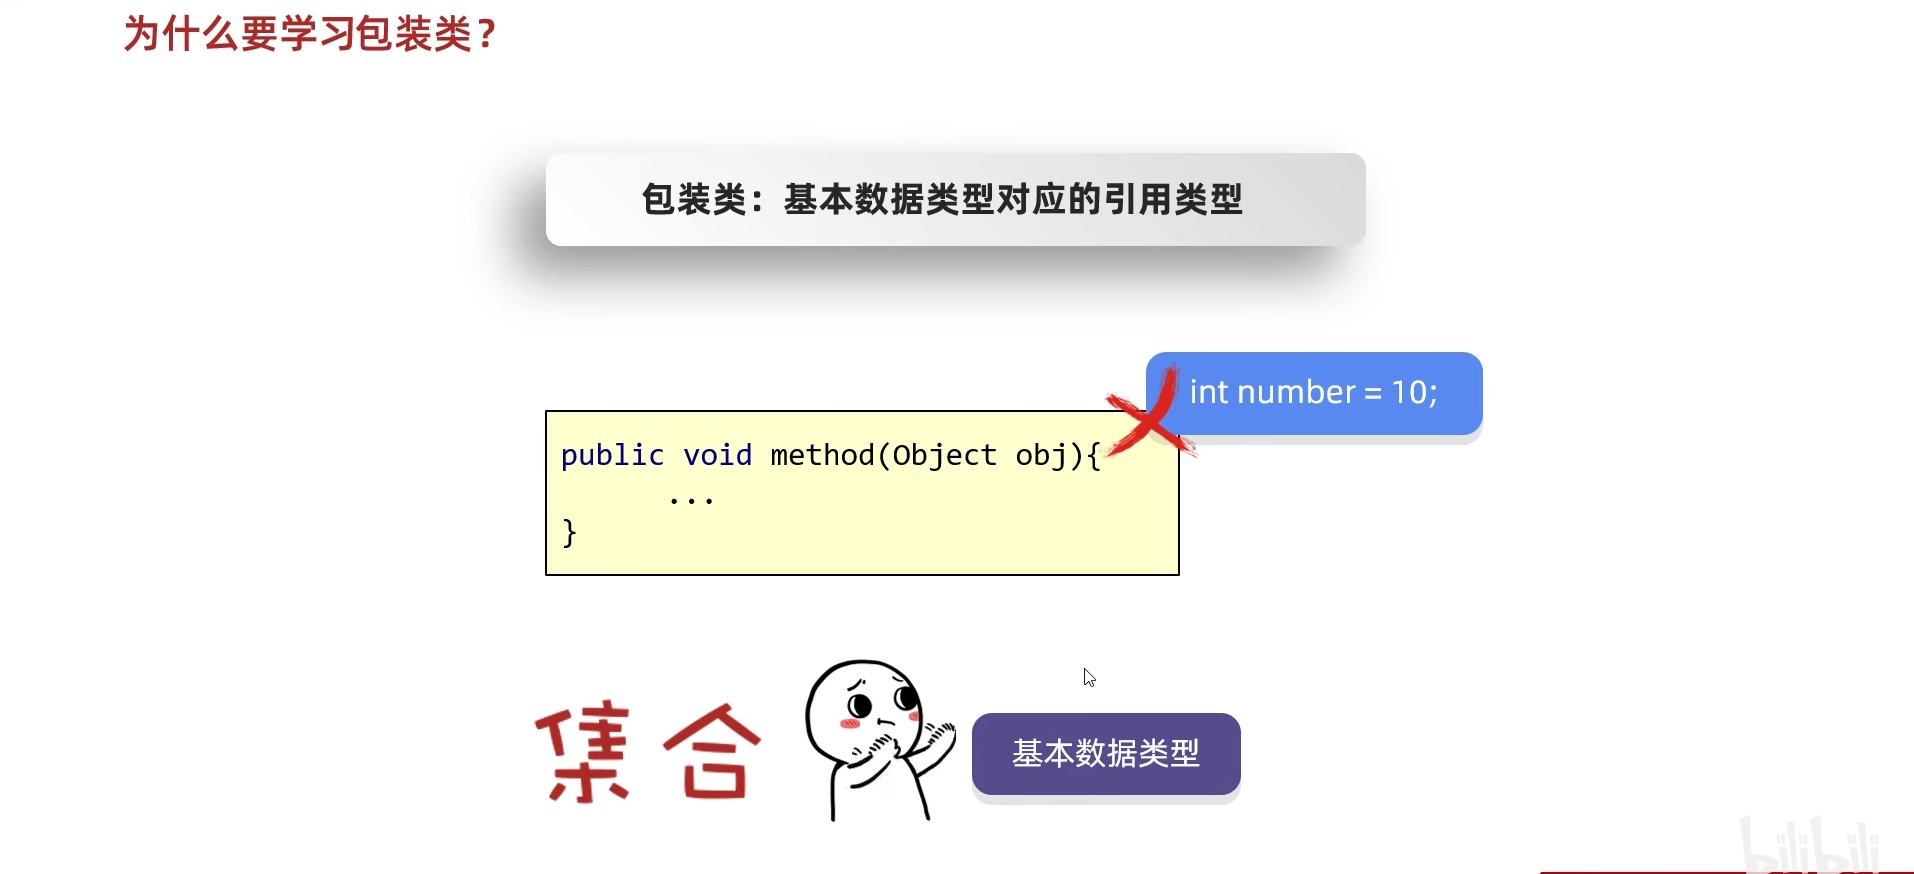 为什么要学习包装类？
包装类：基本数据类型对应的引用类型
int number = 10;
public void method(Object obj){
...
}
集合
基本数据类型
bilibili